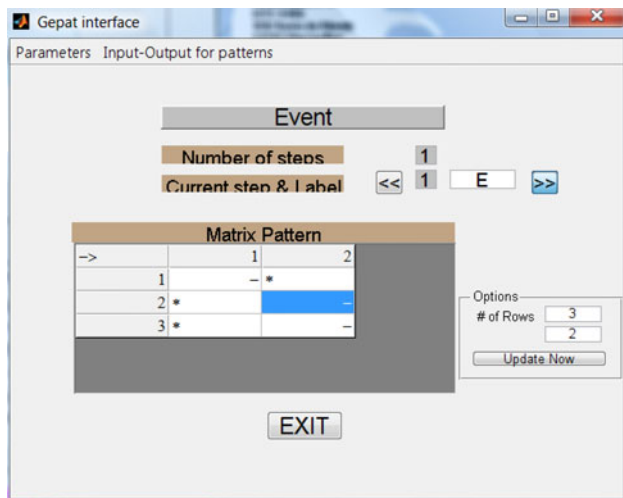 Gepat interface
Parameters Input-Output for patterns
Event
Number of steps 1
Current step & Label << 1 E >>
Matrix Pattern
-> 1 2
1 – *
2 * –
3 * –
Options
# of Rows 3
2
Update Now
EXIT